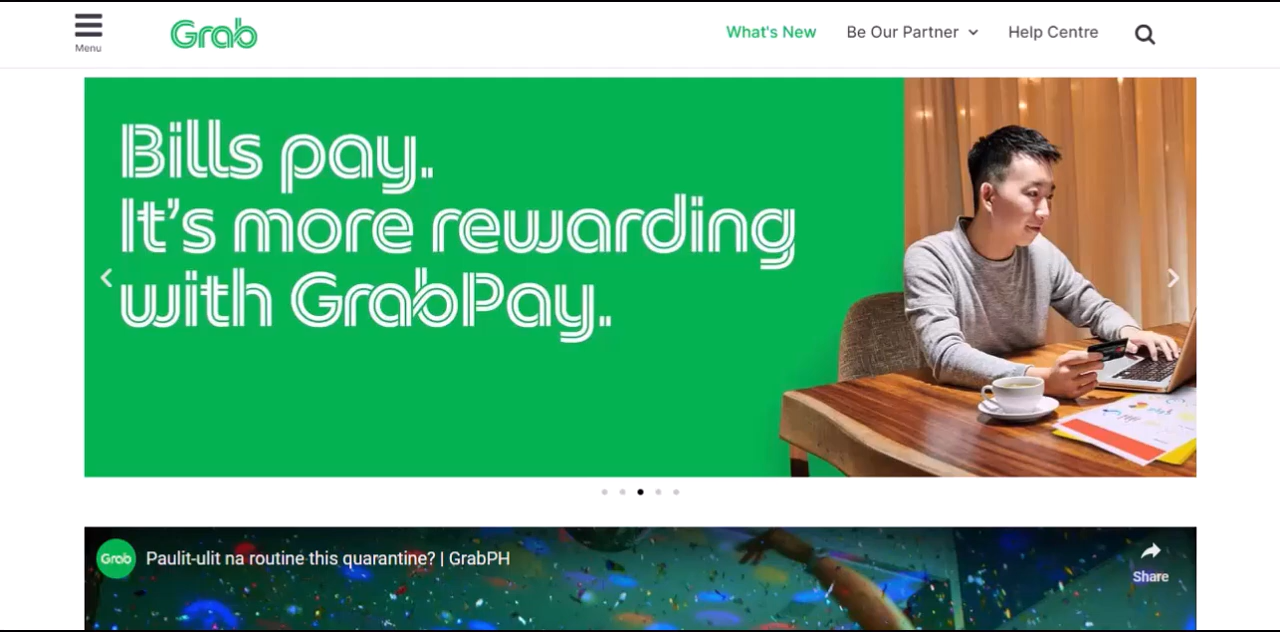 Menu
Grab
What's New
Be Our Partner
Help Centre
Bills pay.
It's more rewarding
with GrabPay.
Grab
Paulit-ulit na routine this quarantine? | GrabPH
Share